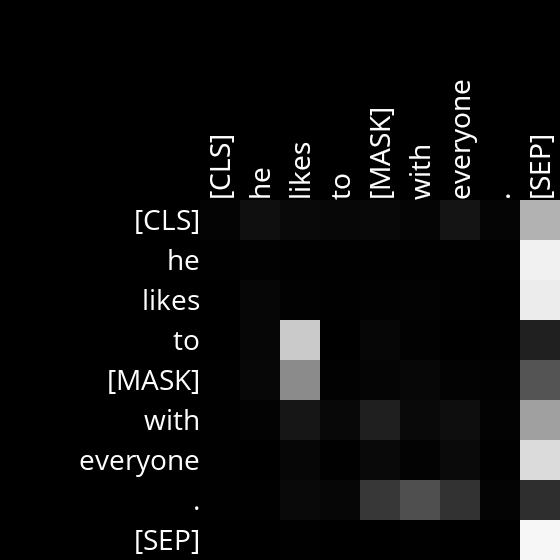 [CLS] he likes to [MASK] with everyone . [SEP]
[CLS]
he
likes
to
[MASK]
with
everyone
.
[SEP]